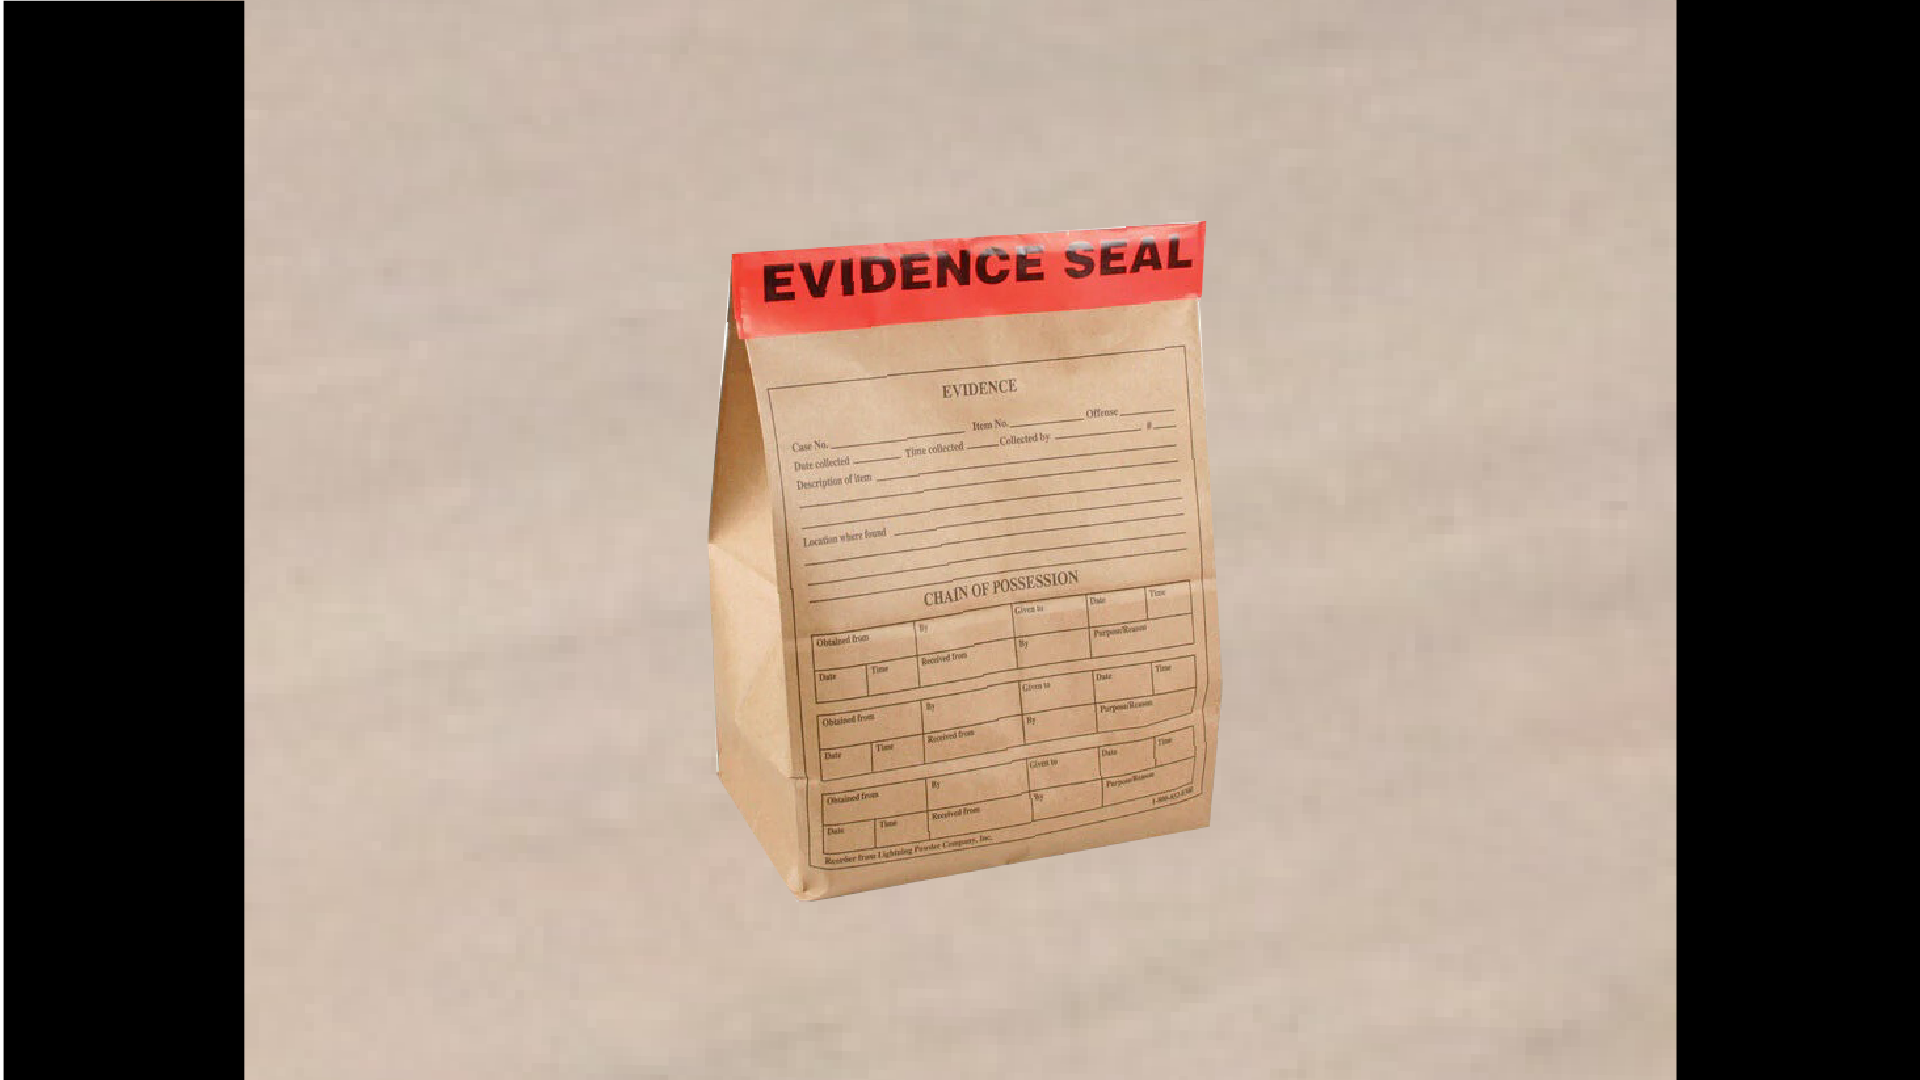 EVIDENCE SEAL
EVIDENCE
Case No. Item No. Offense
Date collected Time collected Collected by #
Description of item
Location where found
CHAIN OF POSSESSION
Obtained from By Given to Date Time
Date Time Received from By Purpose/Reason
Obtained from By Given to Date Time
Date Time Received from By Purpose/Reason
Obtained from By Given to Date Time
Date Time Received from By Purpose/Reason
Reorder from Lightning Powder Company, Inc.